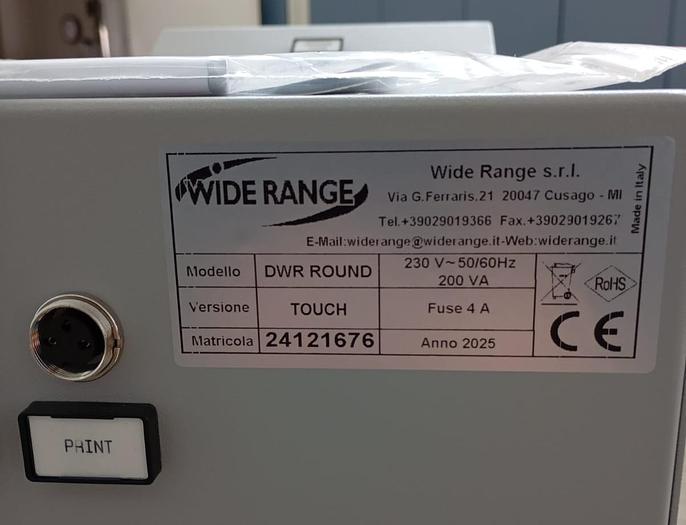 WIDE RANGE
Wide Range s.r.l.
Via G.Ferraris,21 20047 Cusago - MI
Tel.+39029019366 Fax.+39029019267
E-Mail:widerange@widerange.it-Web:widerange.it
Made in Italy
Modello DWR ROUND 230 V~50/60Hz
200 VA
Versione TOUCH Fuse 4 A
Matricola 24121676 Anno 2025
RoHS
CE
PRINT